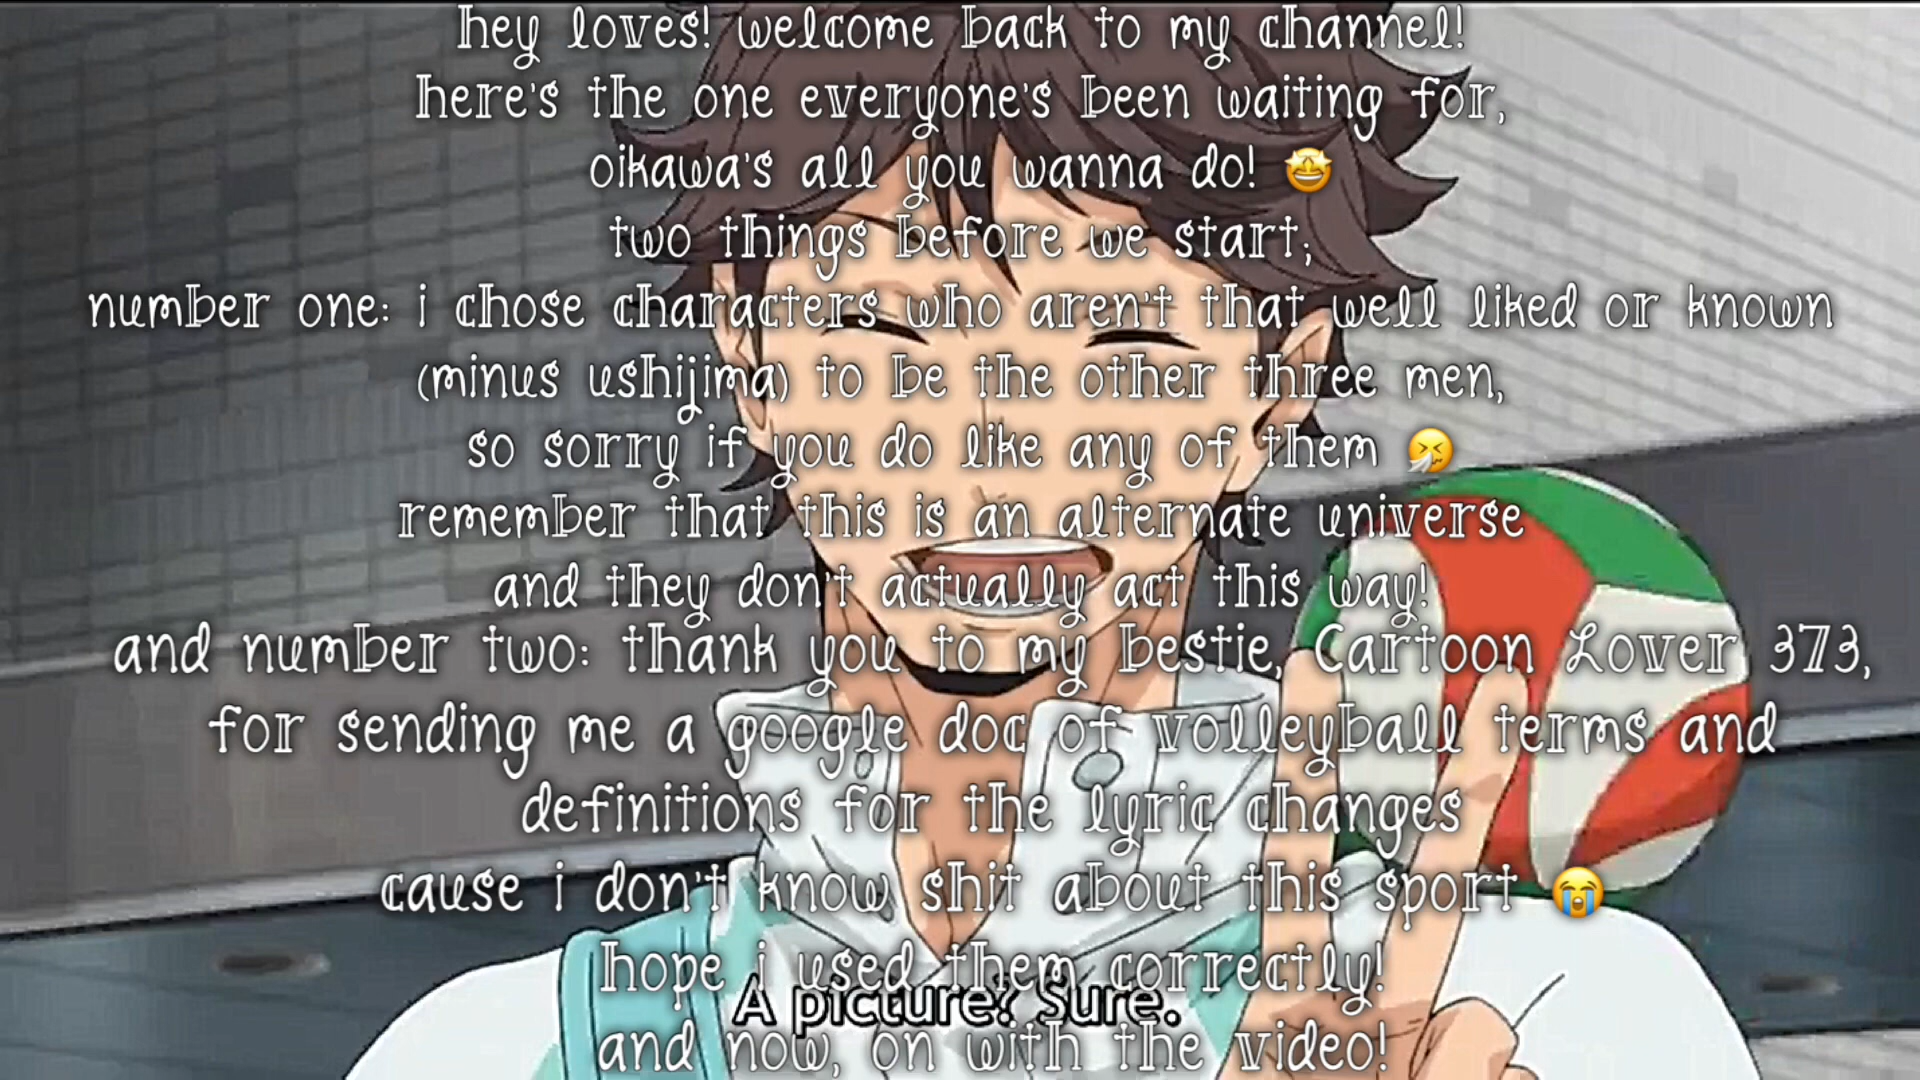 hey loves! welcome back to my channel!
here's the one everyone's been waiting for,
oikawa's all you wanna do! 🤩
two things before we start;
number one: i chose characters who aren't that well liked or known
(minus ushijima) to be the other three men,
so sorry if you do like any of them 🤧
remember that this is an alternate universe
and they don't actually act this way!
and number two: thank you to my bestie, Cartoon Lover 373,
for sending me a google doc of volleyball terms and
definitions for the lyric changes
cause i don't know shit about this sport 😭
hope i used them correctly!
A picture? Sure.
and now, on with the video!